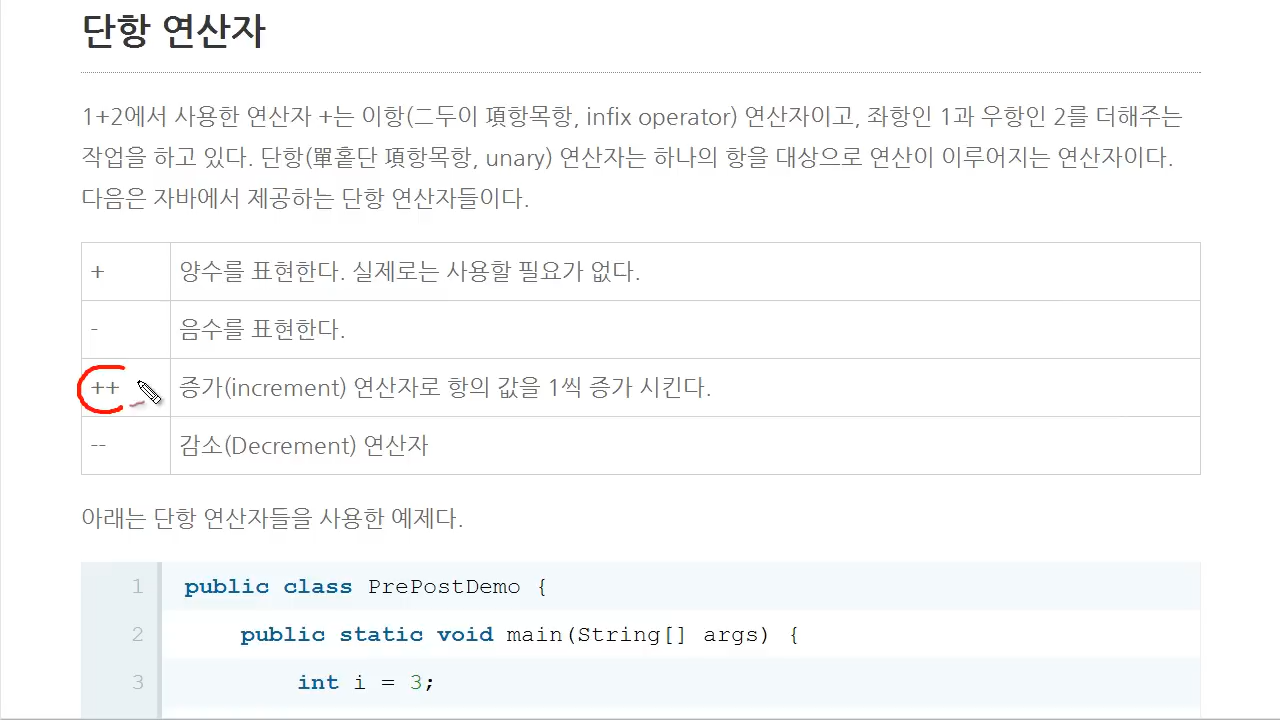 단항 연산자
1+2에서 사용한 연산자 +는 이항(二두이 項항목항, infix operator) 연산자이고, 좌항인 1과 우항인 2를 더해주는
작업을 하고 있다. 단항(單홑단 項항목항, unary) 연산자는 하나의 항을 대상으로 연산이 이루어지는 연산자이다.
다음은 자바에서 제공하는 단항 연산자들이다.
+ 양수를 표현한다. 실제로는 사용할 필요가 없다.
- 음수를 표현한다.
++ 증가(increment) 연산자로 항의 값을 1씩 증가 시킨다.
-- 감소(Decrement) 연산자
아래는 단항 연산자들을 사용한 예제다.
1 public class PrePostDemo {
2 public static void main(String[] args) {
3 int i = 3;